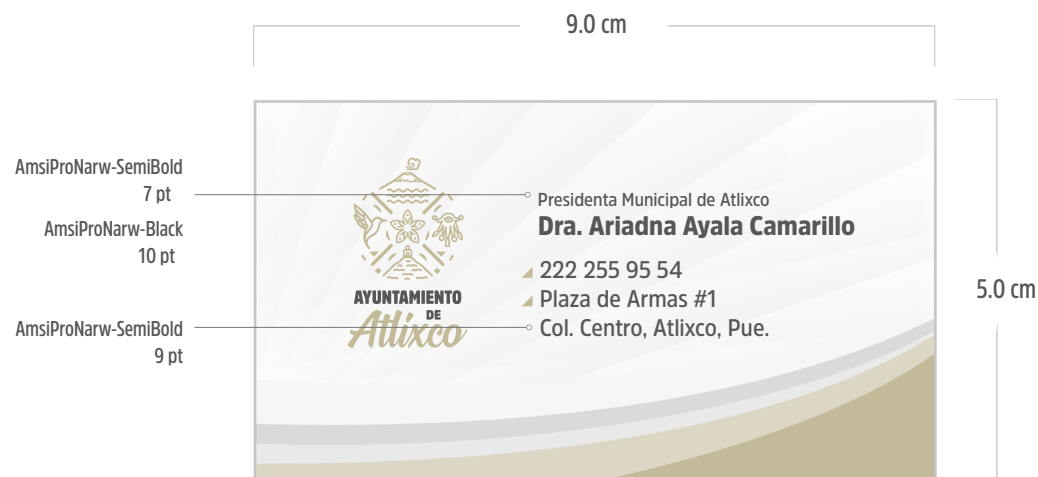 9.0 cm
AmsiProNarw-SemiBold
7 pt
AmsiProNarw-Black
10 pt
AmsiProNarw-SemiBold
9 pt
AYUNTAMIENTO
DE
Atlixco
Presidenta Municipal de Atlixco
Dra. Ariadna Ayala Camarillo
222 255 95 54
Plaza de Armas #1
Col. Centro, Atlixco, Pue.
5.0 cm